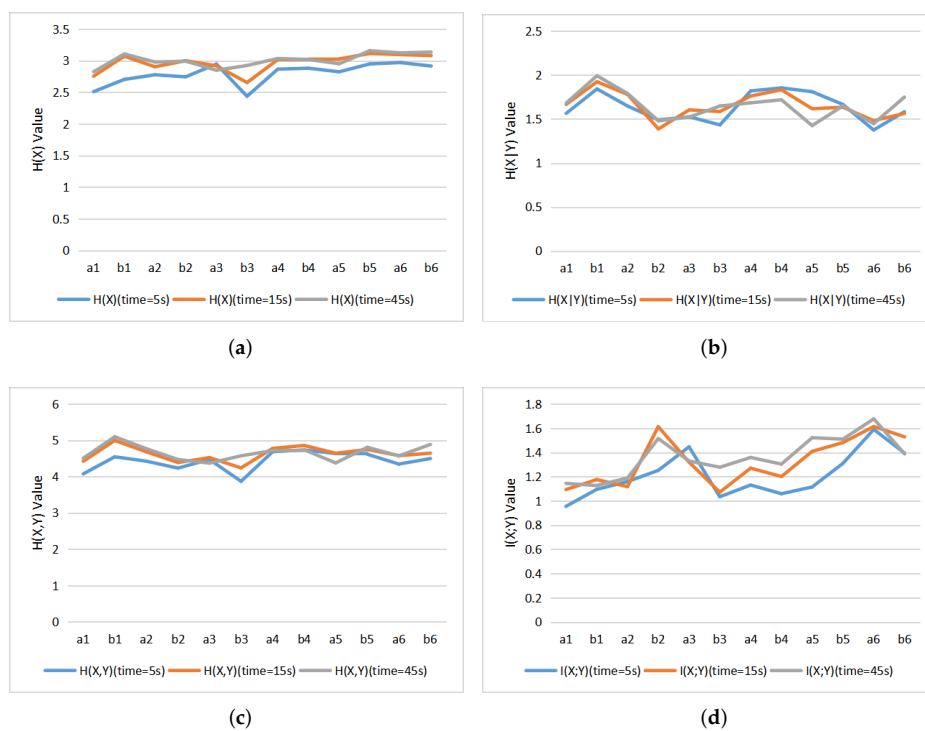 3.5
3
2.5
2
1.5
1
0.5
0
H(X) Value
a1 b1 a2 b2 a3 b3 a4 b4 a5 b5 a6 b6
H(X)(time=5s) H(X)(time=15s) H(X)(time=45s)
(a)
2.5
2
1.5
1
0.5
0
H(X|Y) Value
a1 b1 a2 b2 a3 b3 a4 b4 a5 b5 a6 b6
H(X|Y)(time=5s) H(X|Y)(time=15s) H(X|Y)(time=45s)
(b)
6
5
4
3
2
1
0
H(X,Y) Value
a1 b1 a2 b2 a3 b3 a4 b4 a5 b5 a6 b6
H(X,Y)(time=5s) H(X,Y)(time=15s) H(X,Y)(time=45s)
(c)
1.8
1.6
1.4
1.2
1
0.8
0.6
0.4
0.2
0
I(X;Y) Value
a1 b1 a2 b2 a3 b3 a4 b4 a5 b5 a6 b6
I(X;Y)(time=5s) I(X;Y)(time=15s) I(X;Y)(time=45s)
(d)